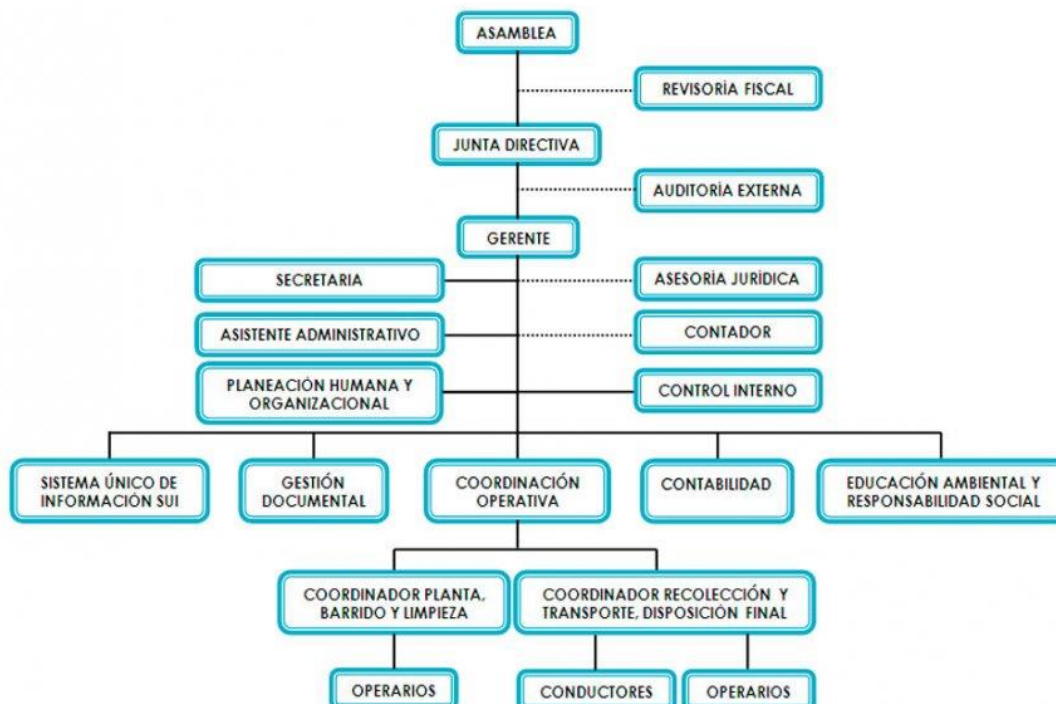 ASAMBLEA
REVISORÍA FISCAL
JUNTA DIRECTIVA
AUDITORÍA EXTERNA
GERENTE
SECRETARIA
ASESORÍA JURÍDICA
ASISTENTE ADMINISTRATIVO
CONTADOR
PLANEACIÓN HUMANA Y
ORGANIZACIONAL
CONTROL INTERNO
SISTEMA ÚNICO DE
INFORMACIÓN SUI
GESTIÓN
DOCUMENTAL
COORDINACIÓN
OPERATIVA
CONTABILIDAD
EDUCACIÓN AMBIENTAL Y
RESPONSABILIDAD SOCIAL
COORDINADOR PLANTA,
BARRIDO Y LIMPIEZA
COORDINADOR RECOLECCIÓN Y
TRANSPORTE, DISPOSICIÓN FINAL
OPERARIOS
CONDUCTORES
OPERARIOS